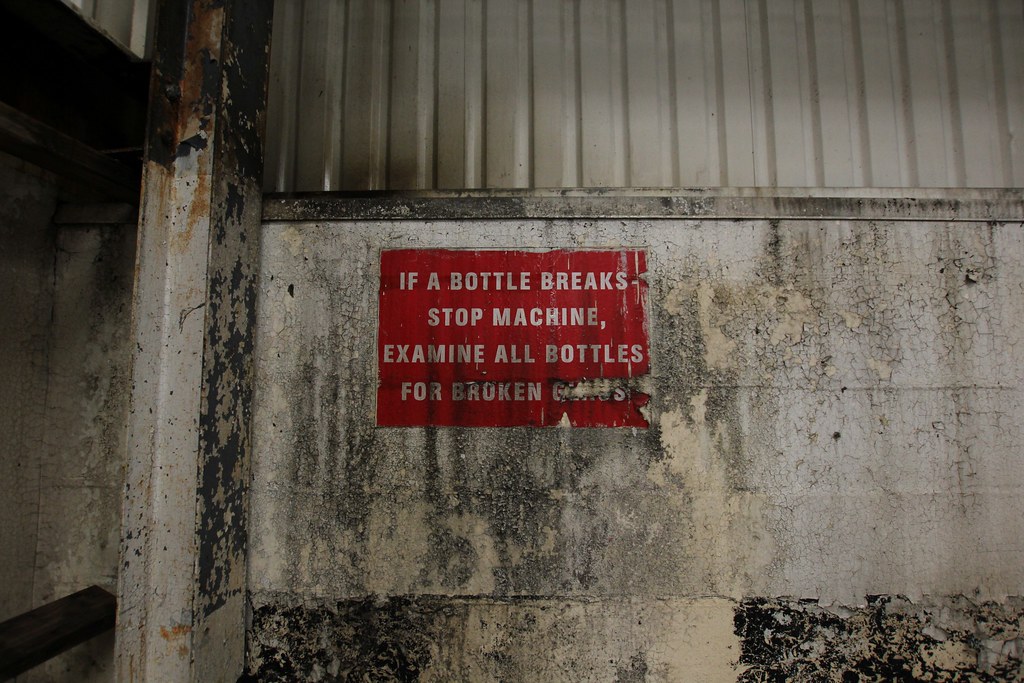 IF A BOTTLE BREAKS-
STOP MACHINE,
EXAMINE ALL BOTTLES
FOR BROKEN